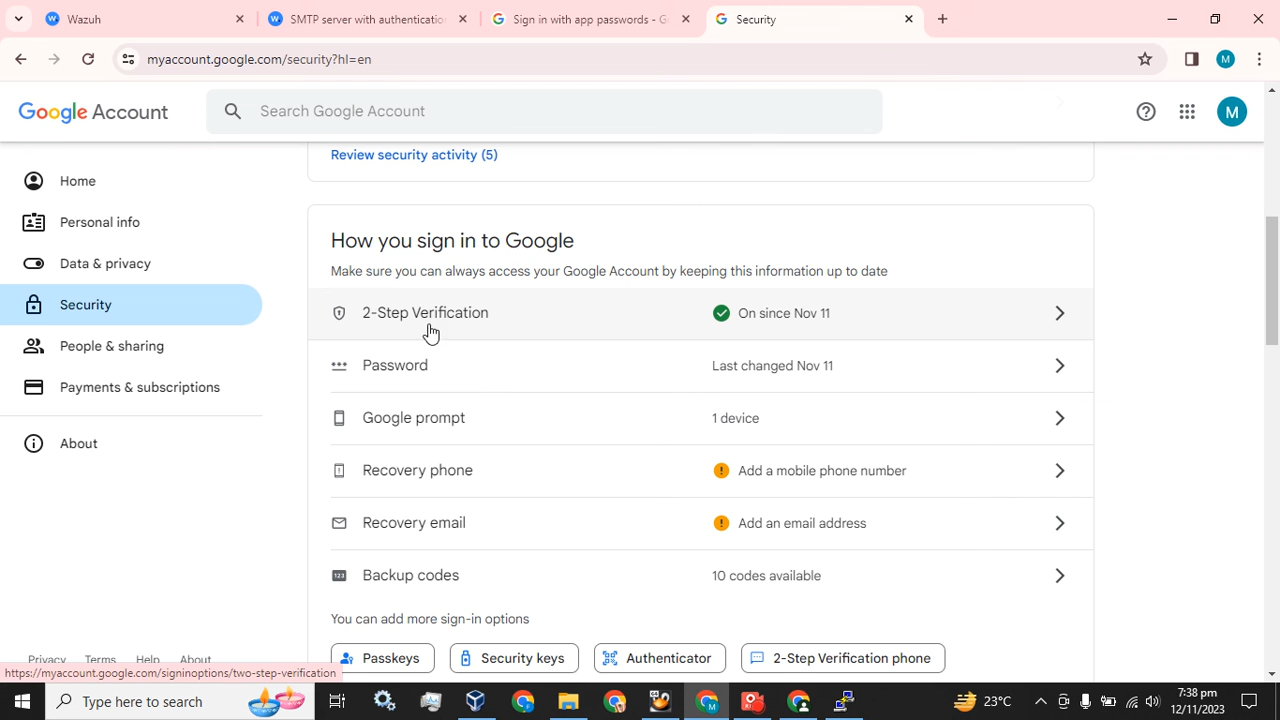 Wazuh
SMTP server with authenticatio
Sign in with app passwords - G
Security
myaccount.google.com/security?hl=en
Google Account
Search Google Account
M
Review security activity (5)
Home
Personal info
Data & privacy
Security
People & sharing
Payments & subscriptions
About
How you sign in to Google
Make sure you can always access your Google Account by keeping this information up to date
2-Step Verification
On since Nov 11
Password
Last changed Nov 11
Google prompt
1 device
Recovery phone
Add a mobile phone number
Recovery email
Add an email address
Backup codes
10 codes available
You can add more sign-in options
Passkeys
Security keys
Authenticator
2-Step Verification phone
Privacy Terms Help About
https://myaccount.google.com/signinoptions/two-step-verification
Type here to search
23°C
7:38 pm
12/11/2023